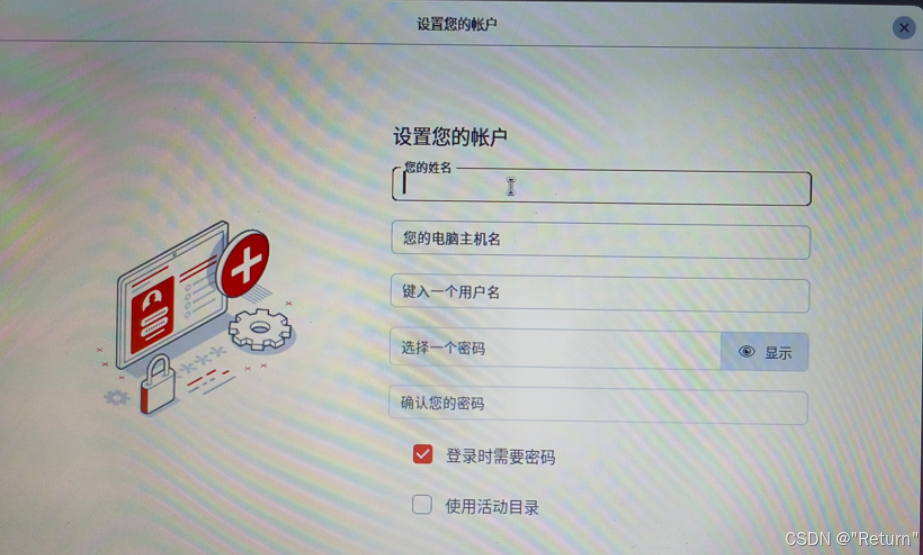 设置您的帐户
设置您的帐户
您的姓名
您的电脑主机名
键入一个用户名
选择一个密码
显示
确认您的密码
登录时需要密码
使用活动目录
CSDN @"Return"